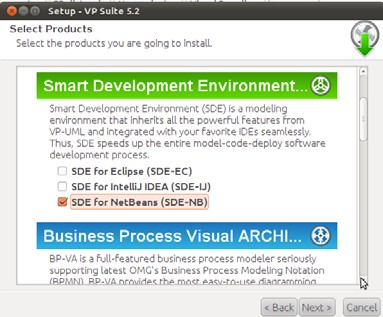 Setup - VP Suite 5.2
Select Products
Select the products you are going to install.
Smart Development Environment...
Smart Development Environment (SDE) is a modeling
environment that inherits all the powerful features from
VP-UML and integrated with your favorite IDEs seamlessly.
Thus, SDE speeds up the entire model-code-deploy software
development process.
SDE for Eclipse (SDE-EC)
SDE for IntelliJ IDEA (SDE-IJ)
SDE for NetBeans (SDE-NB)
Business Process Visual ARCHI...
BP-VA is a full-featured business process modeler seriously
supporting latest OMG's Business Process Modeling Notation
(BPMN). BP-VA provides the most easy-to-use diagramming
< Back
Next >
Cancel